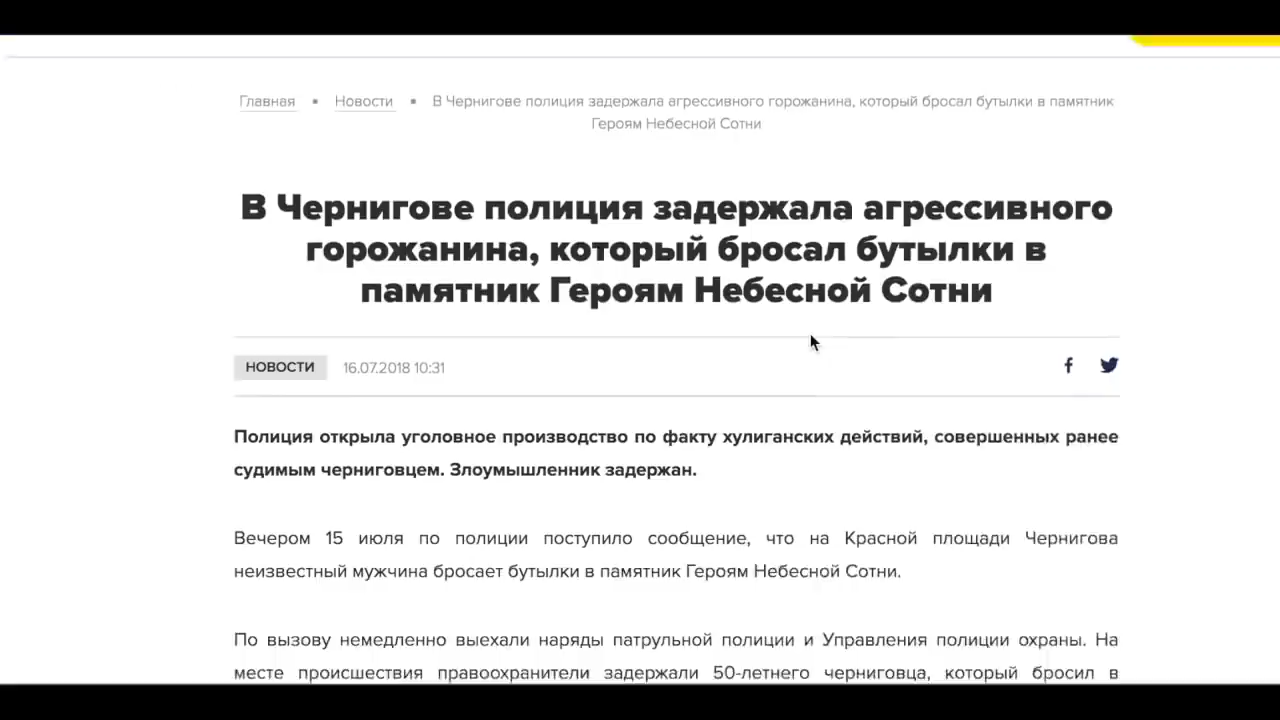 Главная ▪ Новости ▪ В Чернигове полиция задержала агрессивного горожанина, который бросал бутылки в памятник
Героям Небесной Сотни
В Чернигове полиция задержала агрессивного
горожанина, который бросал бутылки в
памятник Героям Небесной Сотни
НОВОСТИ 16.07.2018 10:31
Полиция открыла уголовное производство по факту хулиганских действий, совершенных ранее
судимым черниговцем. Злоумышленник задержан.
Вечером 15 июля по полиции поступило сообщение, что на Красной площади Чернигова
неизвестный мужчина бросает бутылки в памятник Героям Небесной Сотни.
По вызову немедленно выехали наряды патрульной полиции и Управления полиции охраны. На
месте происшествия правоохранители задержали 50-летнего черниговца, который бросил в